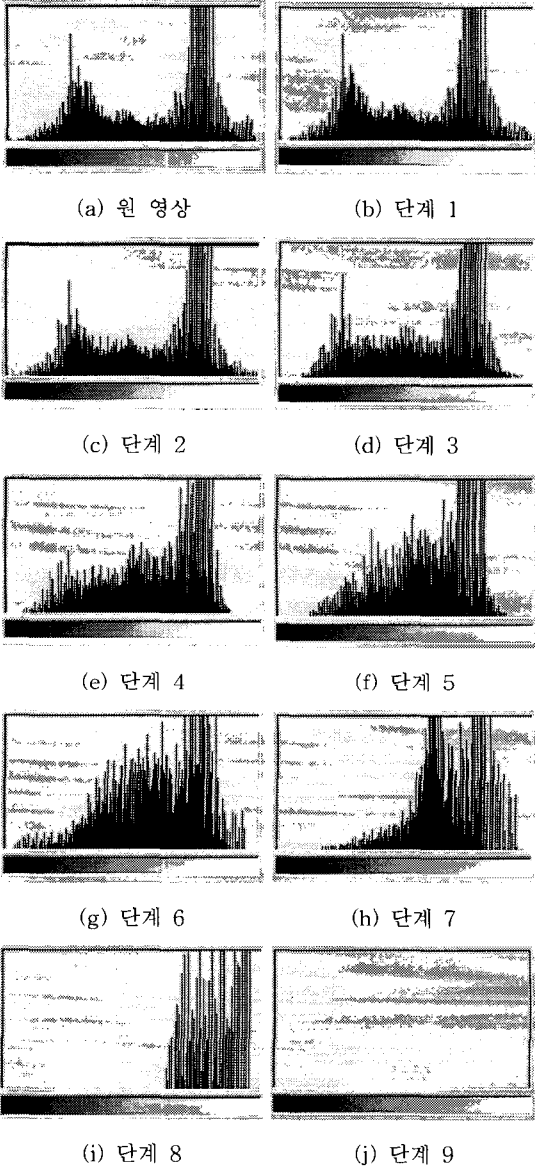 (a) 원 영상
(b) 단계 1
(c) 단계 2
(d) 단계 3
(e) 단계 4
(f) 단계 5
(g) 단계 6
(h) 단계 7
(i) 단계 8
(j) 단계 9